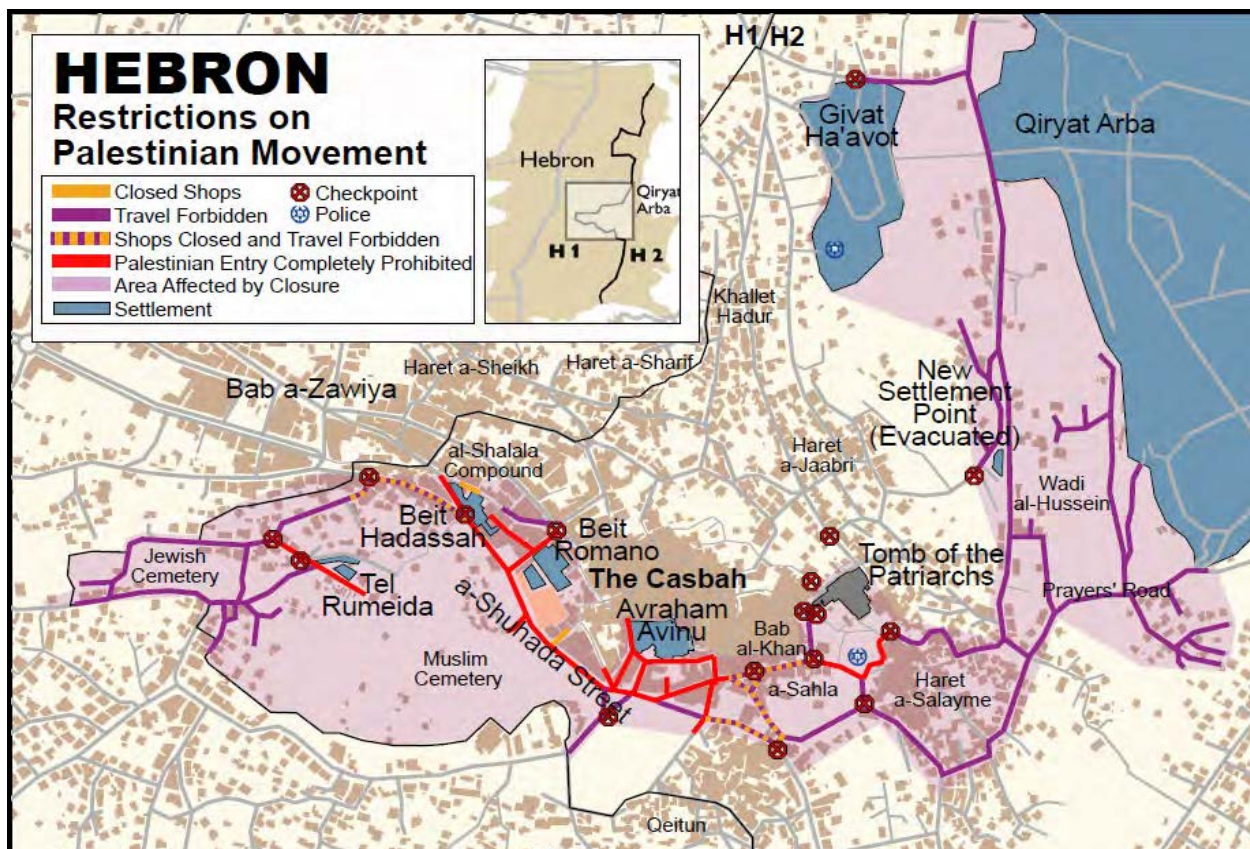 HEBRON
Restrictions on
Palestinian Movement
Closed Shops
Travel Forbidden
Shops Closed and Travel Forbidden
Palestinian Entry Completely Prohibited
Area Affected by Closure
Settlement
Checkpoint
Police
Hebron
Qiryat
Arba
H 1
H 2
H1
H2
Givat
Ha'avot
Qiryat Arba
Khallet
Hadur
Haret a-Sheikh
Haret a-Sharif
Bab a-Zawiya
New
Settlement
Point
(Evacuated)
al-Shalala
Compound
Haret
a-Jaabri
Wadi
al-Hussein
Beit
Hadassah
Beit
Romano
The Casbah
Tomb of the
Patriarchs
Jewish
Cemetery
Tel
Rumeida
a-Shuhada Street
Avraham
Avinu
Prayers' Road
Bab
al-Khan
Muslim
Cemetery
a-Sahla
Haret
a-Salayme
Qeitun